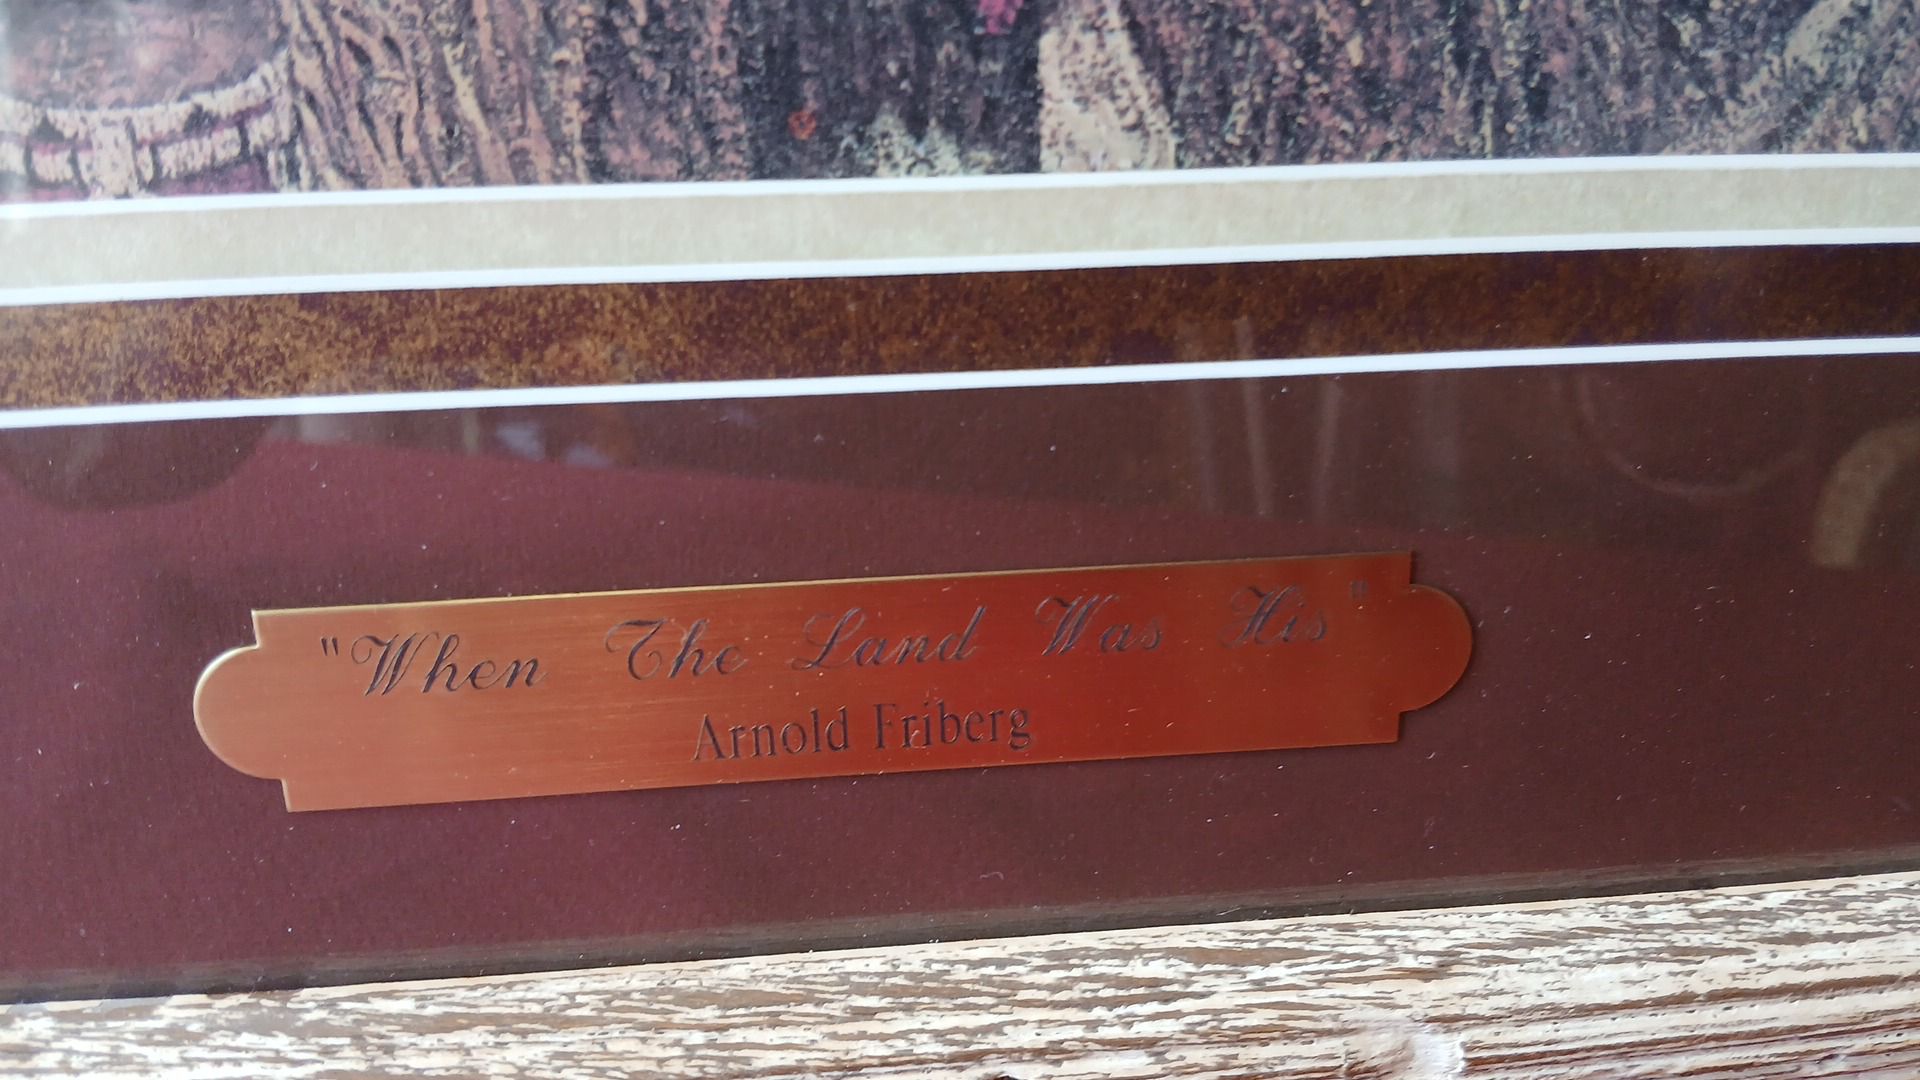 "When The Land Was His"
Arnold Friberg